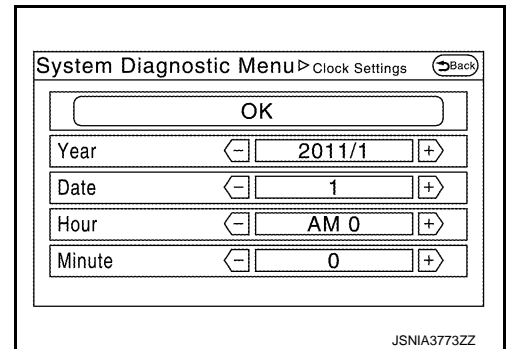 System Diagnostic Menu ▷ Clock Settings Back
OK
Year - 2011/1 +
Date - 1 +
Hour - AM 0 +
Minute - 0 +
JSNIA3773ZZ